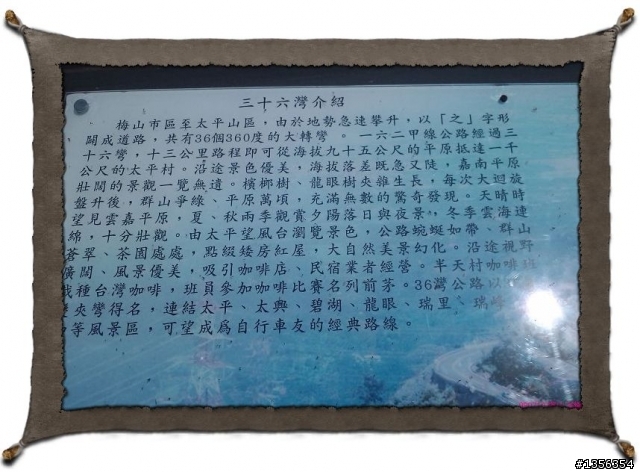 三十六灣介紹
梅山市區至太平山區，由於地勢急速攀升，以「之」字形
闢成道路，共有36個360度的大轉彎。一六二甲線公路經過三
十六彎，十三公里路程即可從海拔九十五公尺的平原抵達一千
公尺的太平村。沿途景色優美，海拔落差既急又陡，嘉南平原
壯闊的景觀一覽無遺。檳榔樹、龍眼樹夾雜生長，每次大迴旋
盤升後，群山爭綠、平原萬頃，充滿無數的驚奇發現。天晴時
望見雲嘉平原，夏、秋兩季觀賞夕陽落日與夜景，冬季雲海連
綿，十分壯觀。由太平望風台瀏覽景色，公路蜿蜒如帶、群山
蒼翠、茶園處處，點綴矮房紅屋，大自然美景幻化。沿途視野
廣闊、風景優美，吸引咖啡店、民宿業者經營。半天村咖啡班
栽種台灣咖啡，班員參加咖啡比賽名列前茅。36灣公路以
夾彎得名，連結太平、太興、碧湖、龍眼、瑞里、瑞峰
等風景區，可望成為自行車友的經典路線。
#1356354